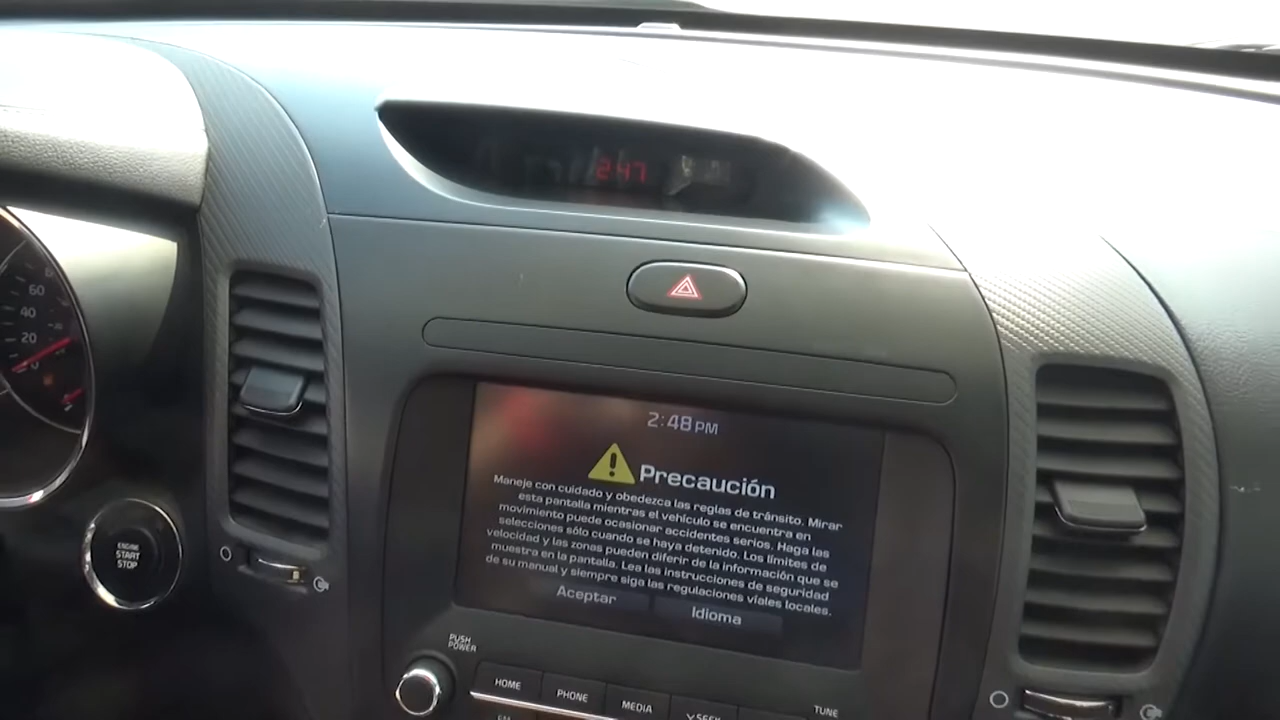 2:47
60
40
20
0
2:48 PM
Precaución
Maneje con cuidado y obedezca las reglas de tránsito. Mirar
esta pantalla mientras el vehículo se encuentra en
movimiento puede ocasionar accidentes serios. Haga las
selecciones sólo cuando se haya detenido. Los límites de
velocidad y las zonas pueden diferir de la información que se
muestra en la pantalla. Lea las instrucciones de seguridad
de su manual y siempre siga las regulaciones viales locales.
Aceptar
Idioma
ENGINE
START
STOP
PUSH
POWER
HOME
PHONE
MEDIA
SEEK
TUNE